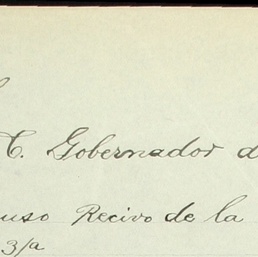 C. Gobernador d
uso Recivo de la
3/a